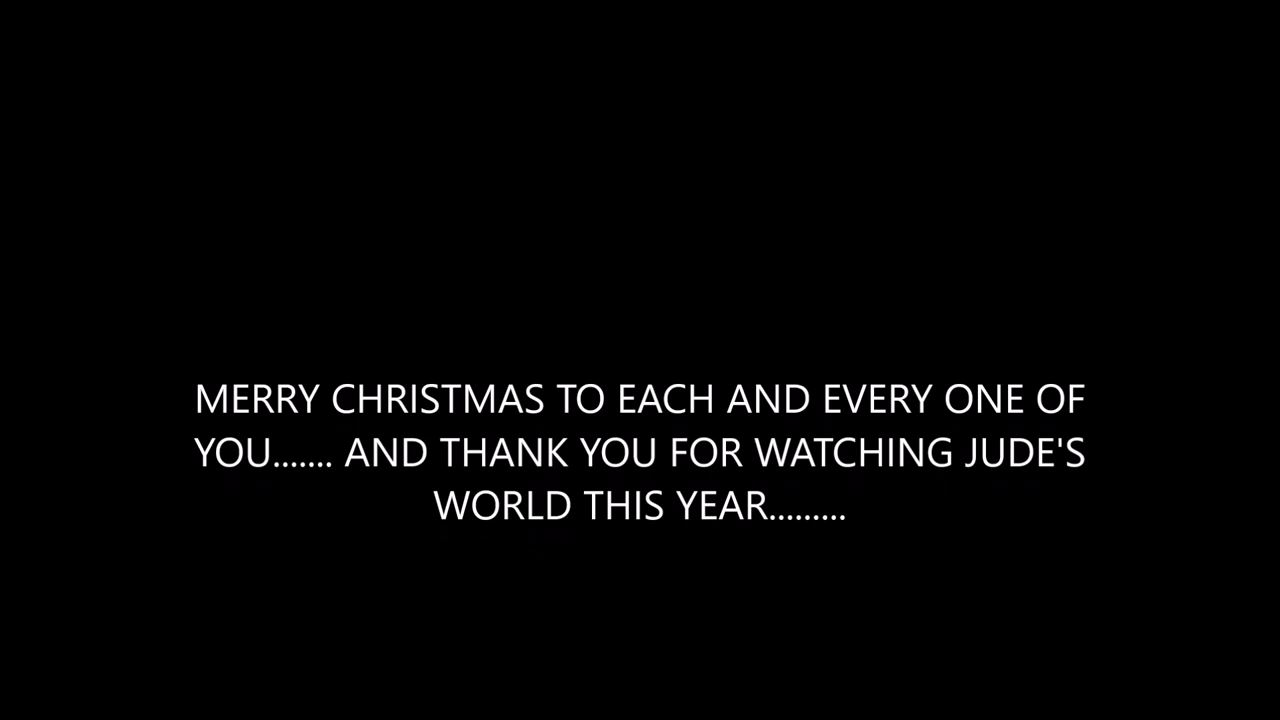 MERRY CHRISTMAS TO EACH AND EVERY ONE OF
YOU....... AND THANK YOU FOR WATCHING JUDE'S
WORLD THIS YEAR.........